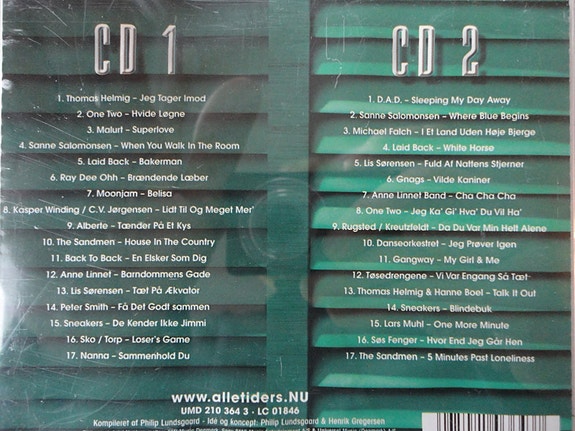 CD 1
1. Thomas Helmig – Jeg Tager Imod
2. One Two – Hvide Løgne
3. Malurt – Superlove
4. Sanne Salomonsen – When You Walk In The Room
5. Laid Back – Bakerman
6. Ray Dee Ohh – Brændende Læber
7. Moonjam – Belisa
8. Kasper Winding / C.V. Jørgensen – Lidt Til Og Meget Mer'
9. Alberte – Tænder På Et Kys
10. The Sandmen – House In The Country
11. Back To Back – En Elsker Som Dig
12. Anne Linnet – Barndommens Gade
13. Lis Sørensen – Tæt På Ækvator
14. Peter Smith – Få Det Godt sammen
15. Sneakers – De Kender Ikke Jimmi
16. Sko / Torp – Loser's Game
17. Nanna – Sammenhold Du
CD 2
1. D.A.D. – Sleeping My Day Away
2. Sanne Salomonsen – Where Blue Begins
3. Michael Falch – I Et Land Uden Høje Bjerge
4. Laid Back – White Horse
5. Lis Sørensen – Fuld Af Nattens Stjerner
6. Gnags – Vilde Kaniner
7. Anne Linnet Band – Cha Cha Cha
8. One Two – Jeg Ka' Gi' Hva' Du Vil Ha'
9. Rugsted / Kreutzfeldt – Da Du Var Min Helt Alene
10. Danseorkestret – Jeg Prøver Igen
11. Gangway – My Girl & Me
12. Tøsedrengene – Vi Var Engang Så Tæt
13. Thomas Helmig & Hanne Boel – Talk It Out
14. Sneakers – Blindebuk
15. Lars Muhl – One More Minute
16. Søs Fenger – Hvor End Jeg Går Hen
17. The Sandmen – 5 Minutes Past Loneliness
www.alletiders.NU
UMD 210 364 3 · LC 01846
Kompileret af Philip Lundsgaard – Idé og koncept: Philip Lundsgaard & Henrik Gregersen